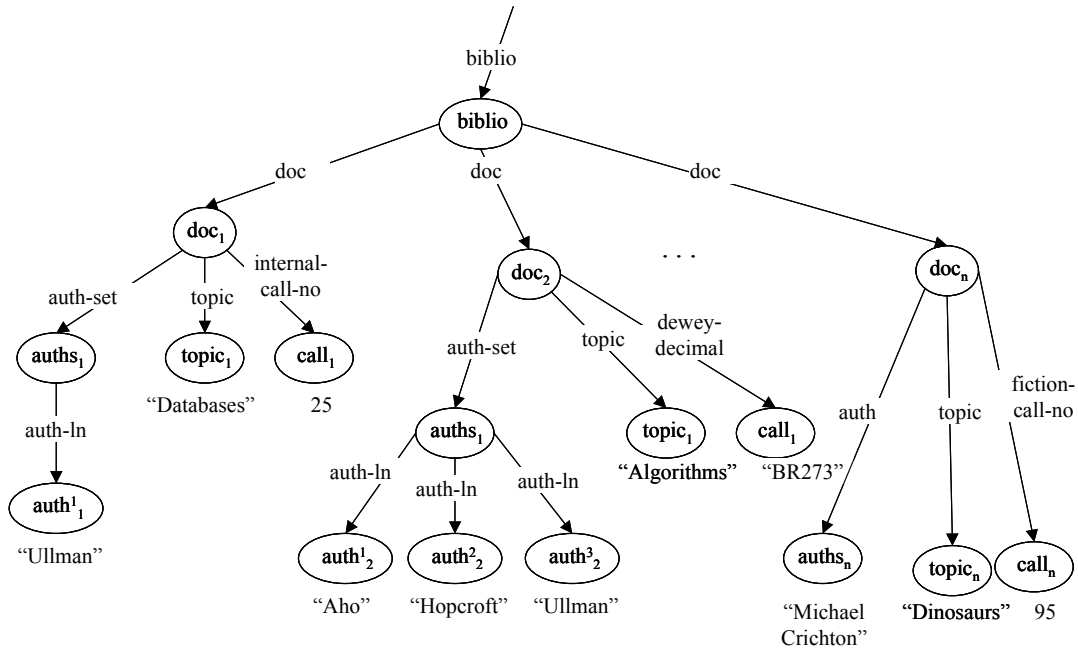 biblio
biblio
doc
doc
doc
doc₁
doc₂
. . .
docₙ
auth-set
topic
internal-
call-no
auth-set
topic
dewey-
decimal
auths₁
topic₁
call₁
“Databases”
25
auth
topic
fiction-
call-no
auth-ln
auths₁
topic₁
call₁
“Algorithms”
“BR273”
auth¹₁
“Ullman”
auth-ln
auth-ln
auth-ln
auth¹₂
auth²₂
auth³₂
“Aho”
“Hopcroft”
“Ullman”
authsₙ
topicₙ
callₙ
“Michael
Crichton”
“Dinosaurs”
95